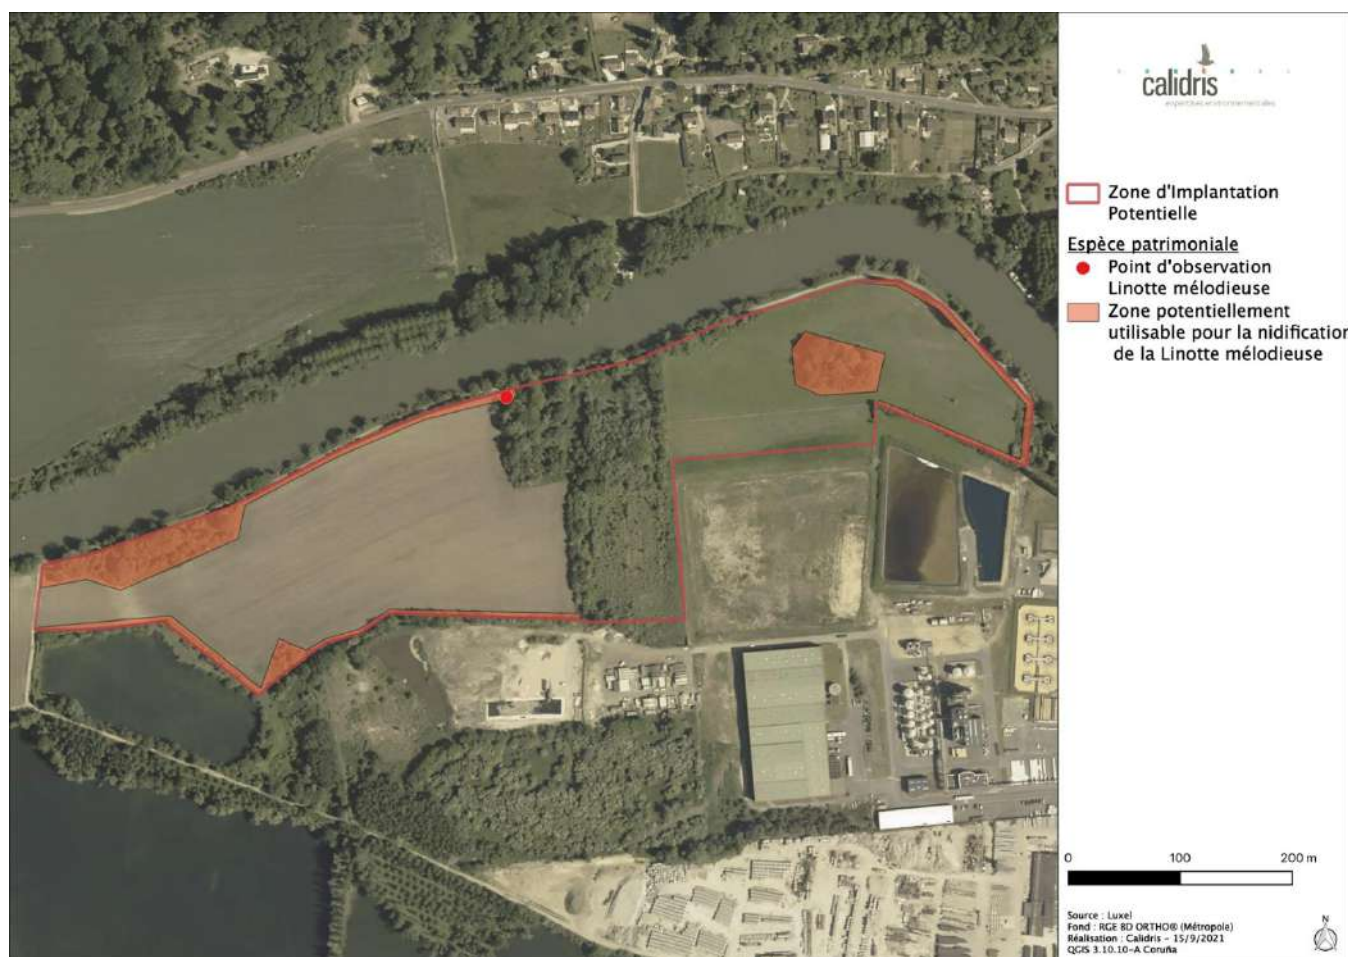 calidris
expertises environnementales
Zone d'Implantation
Potentielle
Espèce patrimoniale
Point d'observation
Linotte mélodieuse
Zone potentiellement
utilisable pour la nidification
de la Linotte mélodieuse
0 100 200 m
Source : Luxel
Fond : RGE BD ORTHO® (Métropole)
Réalisation : Calidris - 15/9/2021
QGIS 3.10.10-A Coruña
N